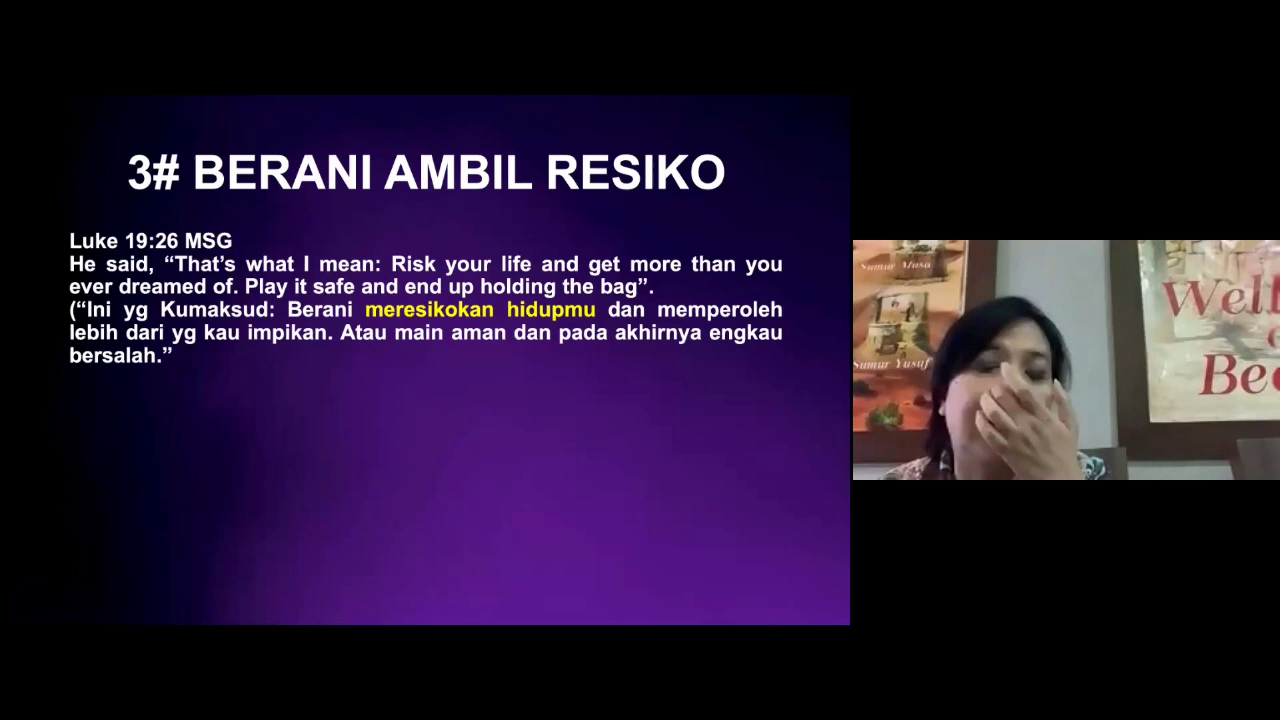 3# BERANI AMBIL RESIKO
Luke 19:26 MSG
He said, “That’s what I mean: Risk your life and get more than you
ever dreamed of. Play it safe and end up holding the bag”.
(“Ini yg Kumaksud: Berani meresikokan hidupmu dan memperoleh
lebih dari yg kau impikan. Atau main aman dan pada akhirnya engkau
bersalah.”
Sumur Musa
Sumur Yusuf